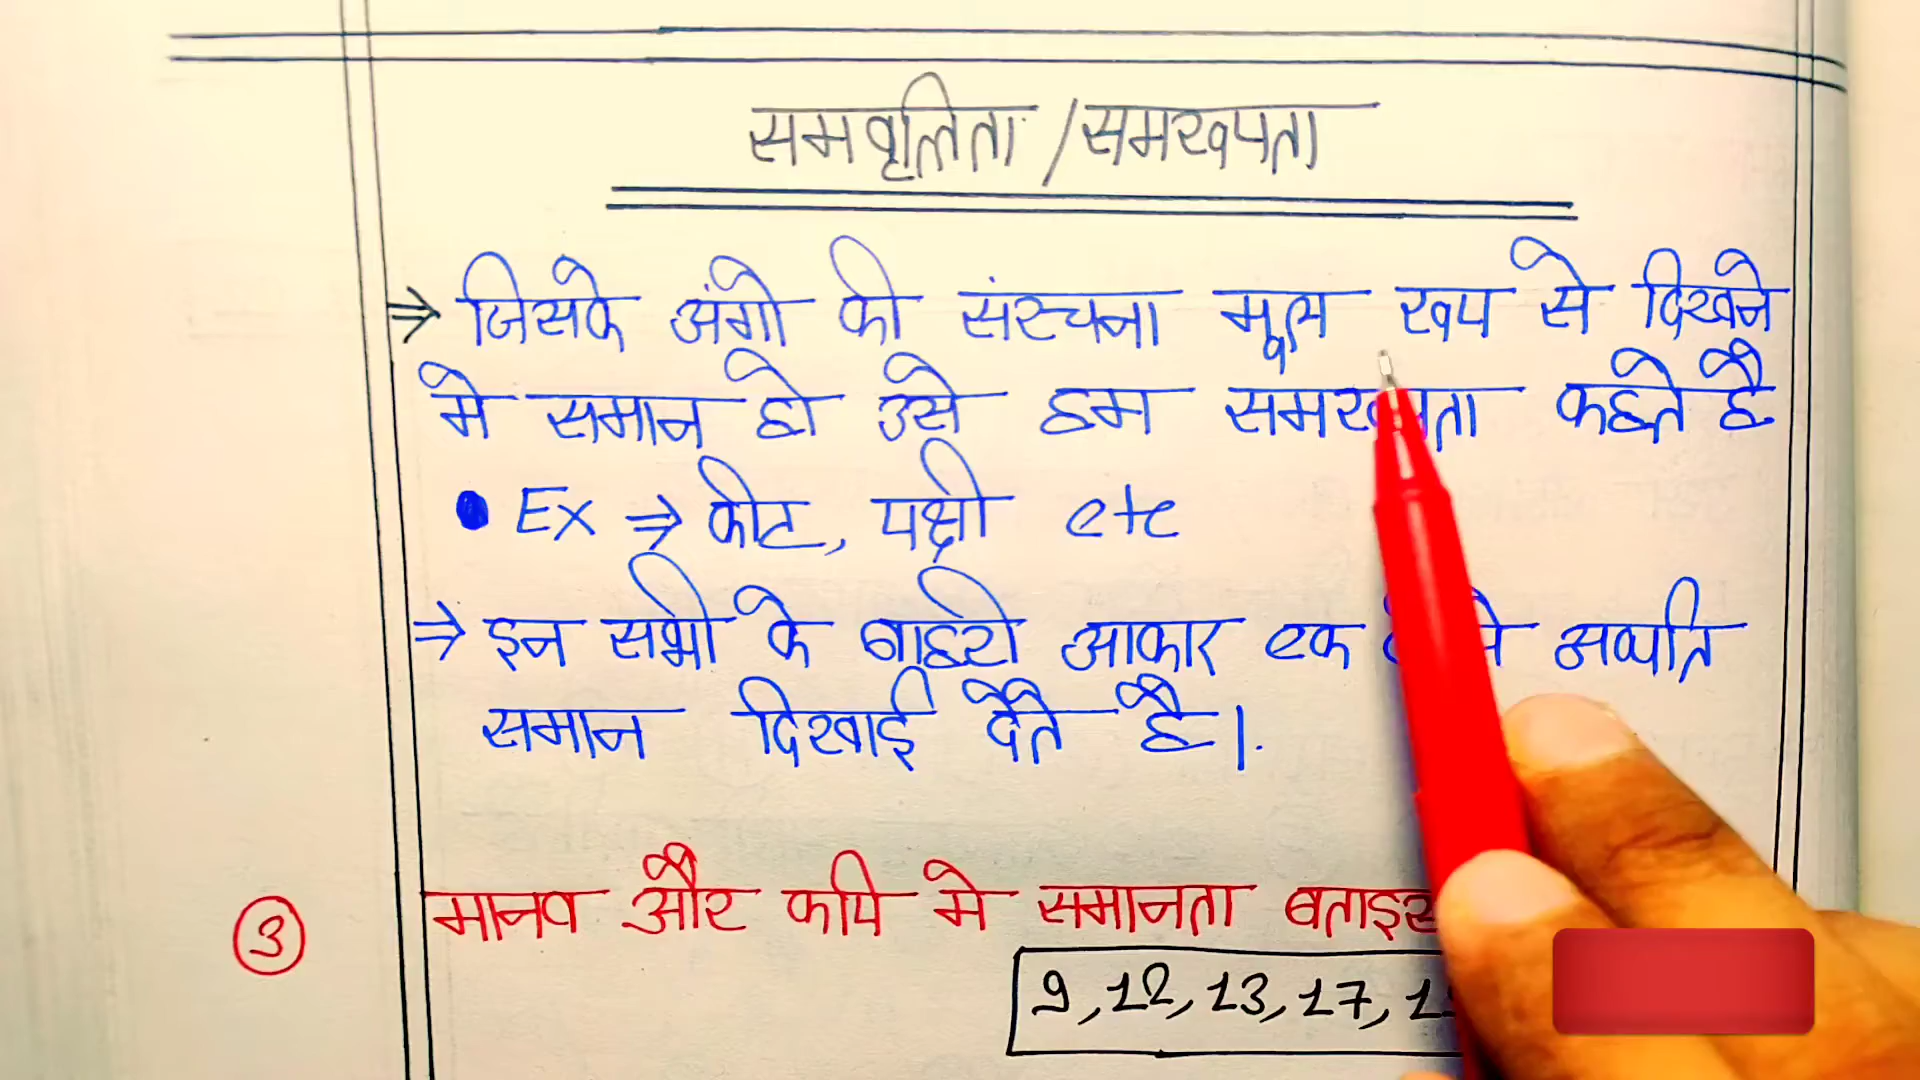 समवृत्तिता / समरूपता
⇒ जिसके अंगो की संरचना मूल रूप से दिखने
मे समान हो उसे हम समरूपता कहते है
• Ex ⇒ कीट, पक्षी etc
⇒ इन सभी के बाहरी आकार एक अर्थात
समान दिखाई देते है।
③ मानव और कपि मे समानता बताइए
9, 12, 13, 17,